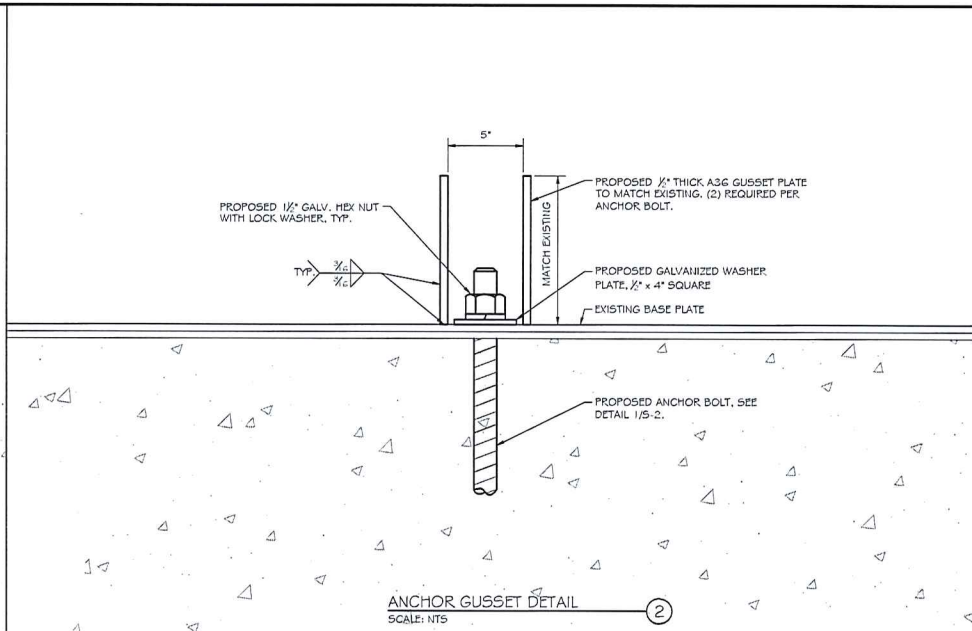 5"
PROPOSED 1/2" THICK A36 GUSSET PLATE
TO MATCH EXISTING. (2) REQUIRED PER
ANCHOR BOLT.
MATCH EXISTING
PROPOSED 1 1/2" GALV. HEX NUT
WITH LOCK WASHER, TYP.
TYP.
3/16
3/16
PROPOSED GALVANIZED WASHER
PLATE, 1/2" x 4" SQUARE
EXISTING BASE PLATE
PROPOSED ANCHOR BOLT, SEE
DETAIL 1/S-2.
ANCHOR GUSSET DETAIL
SCALE: NTS
2